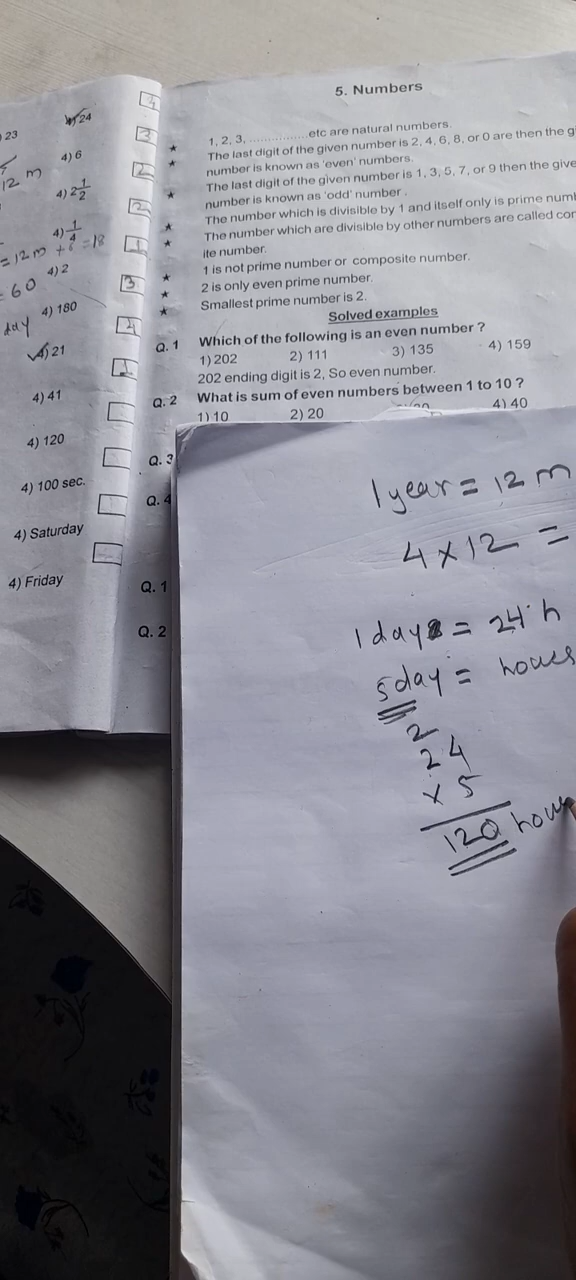 23
4) 24
4) 6
12 m
4) 2 1/2
4) 1/4
= 12m + 6 = 18
4) 2
= 60
4) 180
day
4) 21
4) 41
4) 120
4) 100 sec.
4) Saturday
4) Friday
5. Numbers
1, 2, 3, ................etc are natural numbers.
The last digit of the given number is 2, 4, 6, 8, or 0 are then the
number is known as 'even' numbers.
The last digit of the given number is 1, 3, 5, 7, or 9 then the
number is known as 'odd' number .
The number which is divisible by 1 and itself only is prime
The number which are divisible by other numbers are called
ite number.
1 is not prime number or composite number.
2 is only even prime number.
Smallest prime number is 2.
Solved examples
Q. 1 Which of the following is an even number ?
1) 202 2) 111 3) 135 4) 159
202 ending digit is 2, So even number.
Q. 2 What is sum of even numbers between 1 to 10 ?
1) 10 2) 20 4) 40
Q. 3
Q. 4
Q. 1
Q. 2
1 year = 12 m
4 x 12 =
1 day = 24 h
5 day = hours
2
24
x 5
120 hou